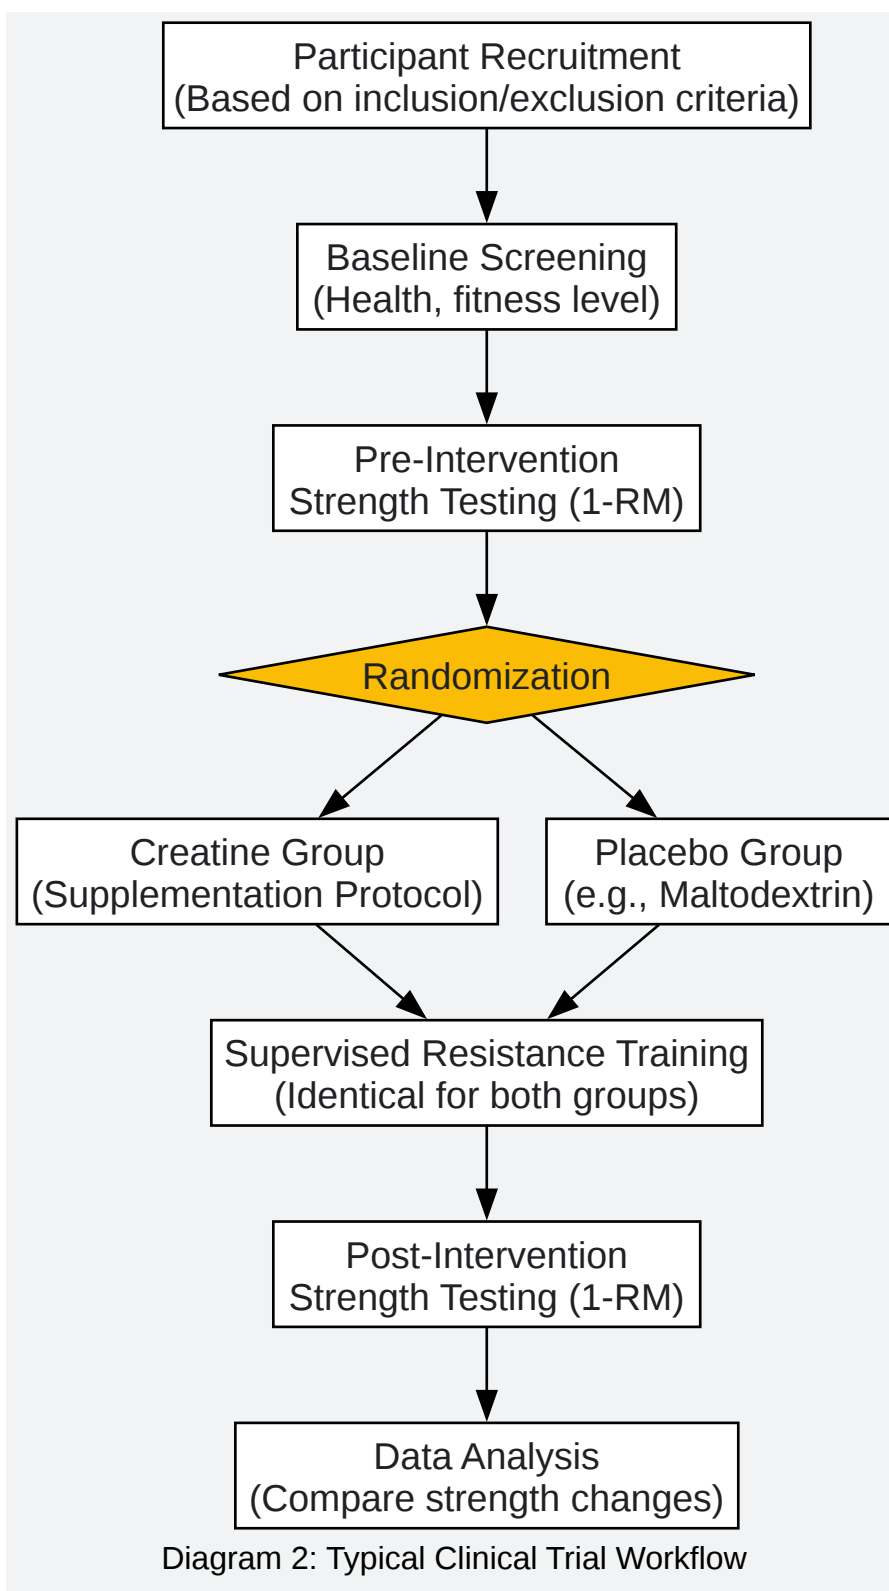 Participant Recruitment
(Based on inclusion/exclusion criteria)
Baseline Screening
(Health, fitness level)
Pre-Intervention
Strength Testing (1-RM)
Randomization
Creatine Group
(Supplementation Protocol)
Placebo Group
(e.g., Maltodextrin)
Supervised Resistance Training
(Identical for both groups)
Post-Intervention
Strength Testing (1-RM)
Data Analysis
(Compare strength changes)
Diagram 2: Typical Clinical Trial Workflow